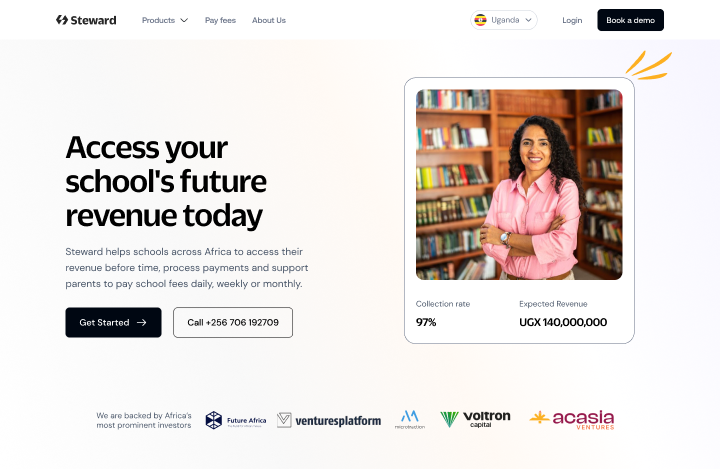 Steward
Products
Pay fees
About Us
Uganda
Login
Book a demo
Access your
school's future
revenue today
Steward helps schools across Africa to access their
revenue before time, process payments and support
parents to pay school fees daily, weekly or monthly.
Get Started
Call +256 706 192709
Collection rate
97%
Expected Revenue
UGX 140,000,000
We are backed by Africa's
most prominent investors
Future Africa
venturesplatform
microtraction
voltron
capital
acasia
VENTURES